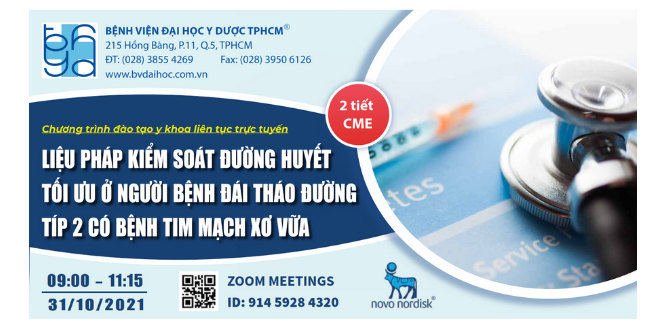 BỆNH VIỆN ĐẠI HỌC Y DƯỢC TPHCM®
215 Hồng Bàng, P.11, Q.5, TPHCM
ĐT: (028) 3855 4269 Fax: (028) 3950 6126
www.bvdaihoc.com.vn
2 tiết
CME
Chương trình đào tạo y khoa liên tục trực tuyến
LIỆU PHÁP KIỂM SOÁT ĐƯỜNG HUYẾT
TỐI ƯU Ở NGƯỜI BỆNH ĐÁI THÁO ĐƯỜNG
TÍP 2 CÓ BỆNH TIM MẠCH XƠ VỮA
etes
Service
Sta
09:00 – 11:15
31/10/2021
ZOOM MEETINGS
ID: 914 5928 4320
novo nordisk®